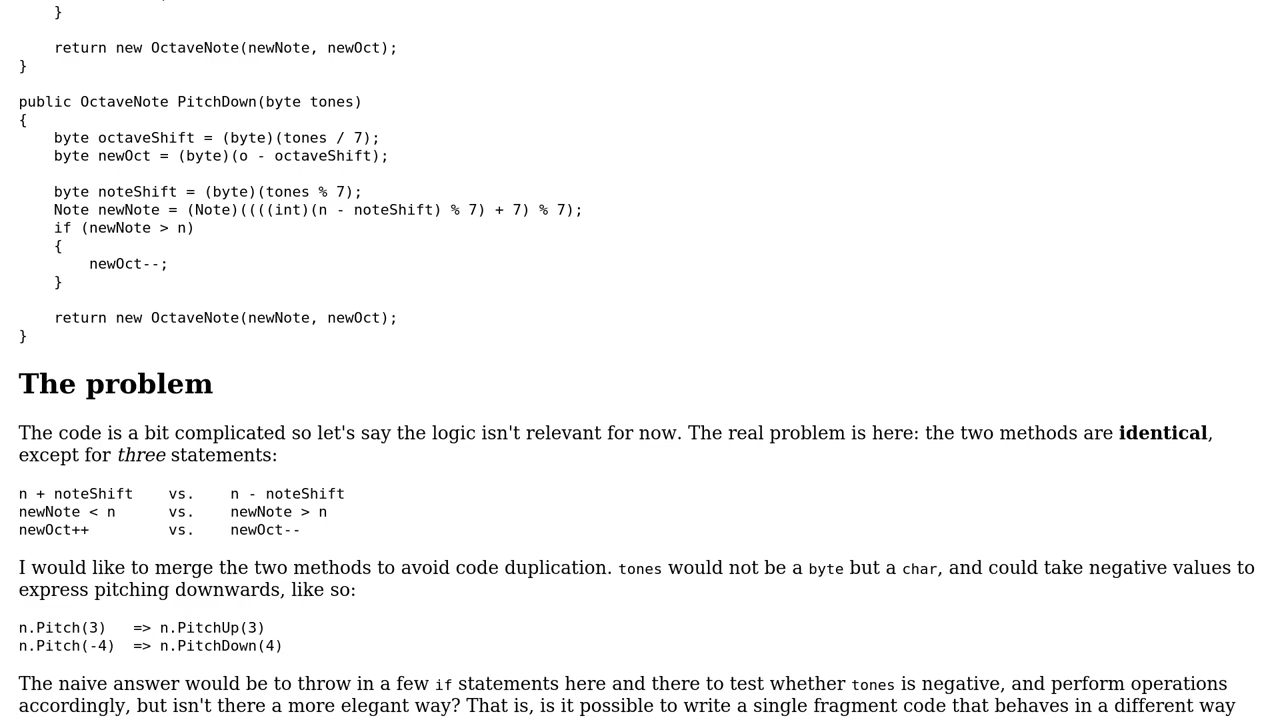 }
    return new OctaveNote(newNote, newOct);
}
public OctaveNote PitchDown(byte tones)
{
    byte octaveShift = (byte)(tones / 7);
    byte newOct = (byte)(o - octaveShift);
    byte noteShift = (byte)(tones % 7);
    Note newNote = (Note)((((int)(n - noteShift) % 7) + 7) % 7);
    if (newNote > n)
    {
        newOct--;
    }
    return new OctaveNote(newNote, newOct);
}
The problem
The code is a bit complicated so let's say the logic isn't relevant for now. The real problem is here: the two methods are identical,
except for three statements:
n + noteShift    vs.    n - noteShift
newNote < n      vs.    newNote > n
newOct++         vs.    newOct--
I would like to merge the two methods to avoid code duplication. tones would not be a byte but a char, and could take negative values to
express pitching downwards, like so:
n.Pitch(3)   => n.PitchUp(3)
n.Pitch(-4)  => n.PitchDown(4)
The naive answer would be to throw in a few if statements here and there to test whether tones is negative, and perform operations
accordingly, but isn't there a more elegant way? That is, is it possible to write a single fragment code that behaves in a different way